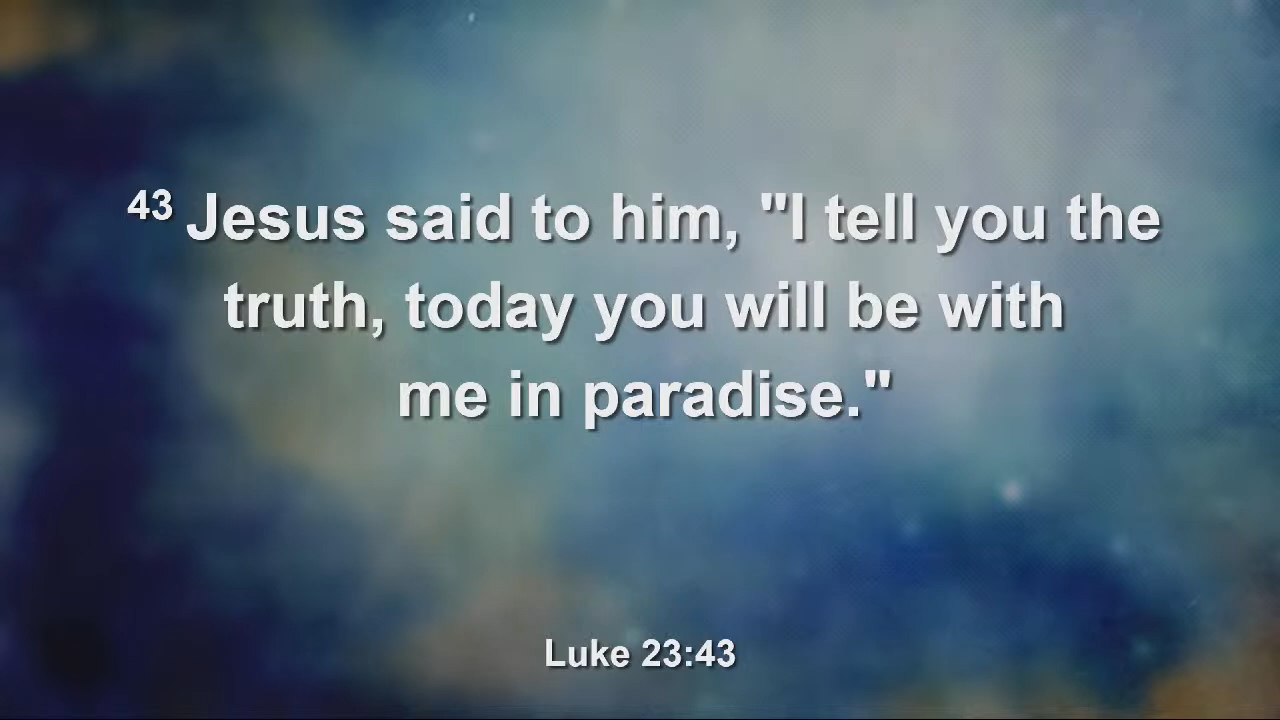 43 Jesus said to him, "I tell you the
truth, today you will be with
me in paradise."
Luke 23:43